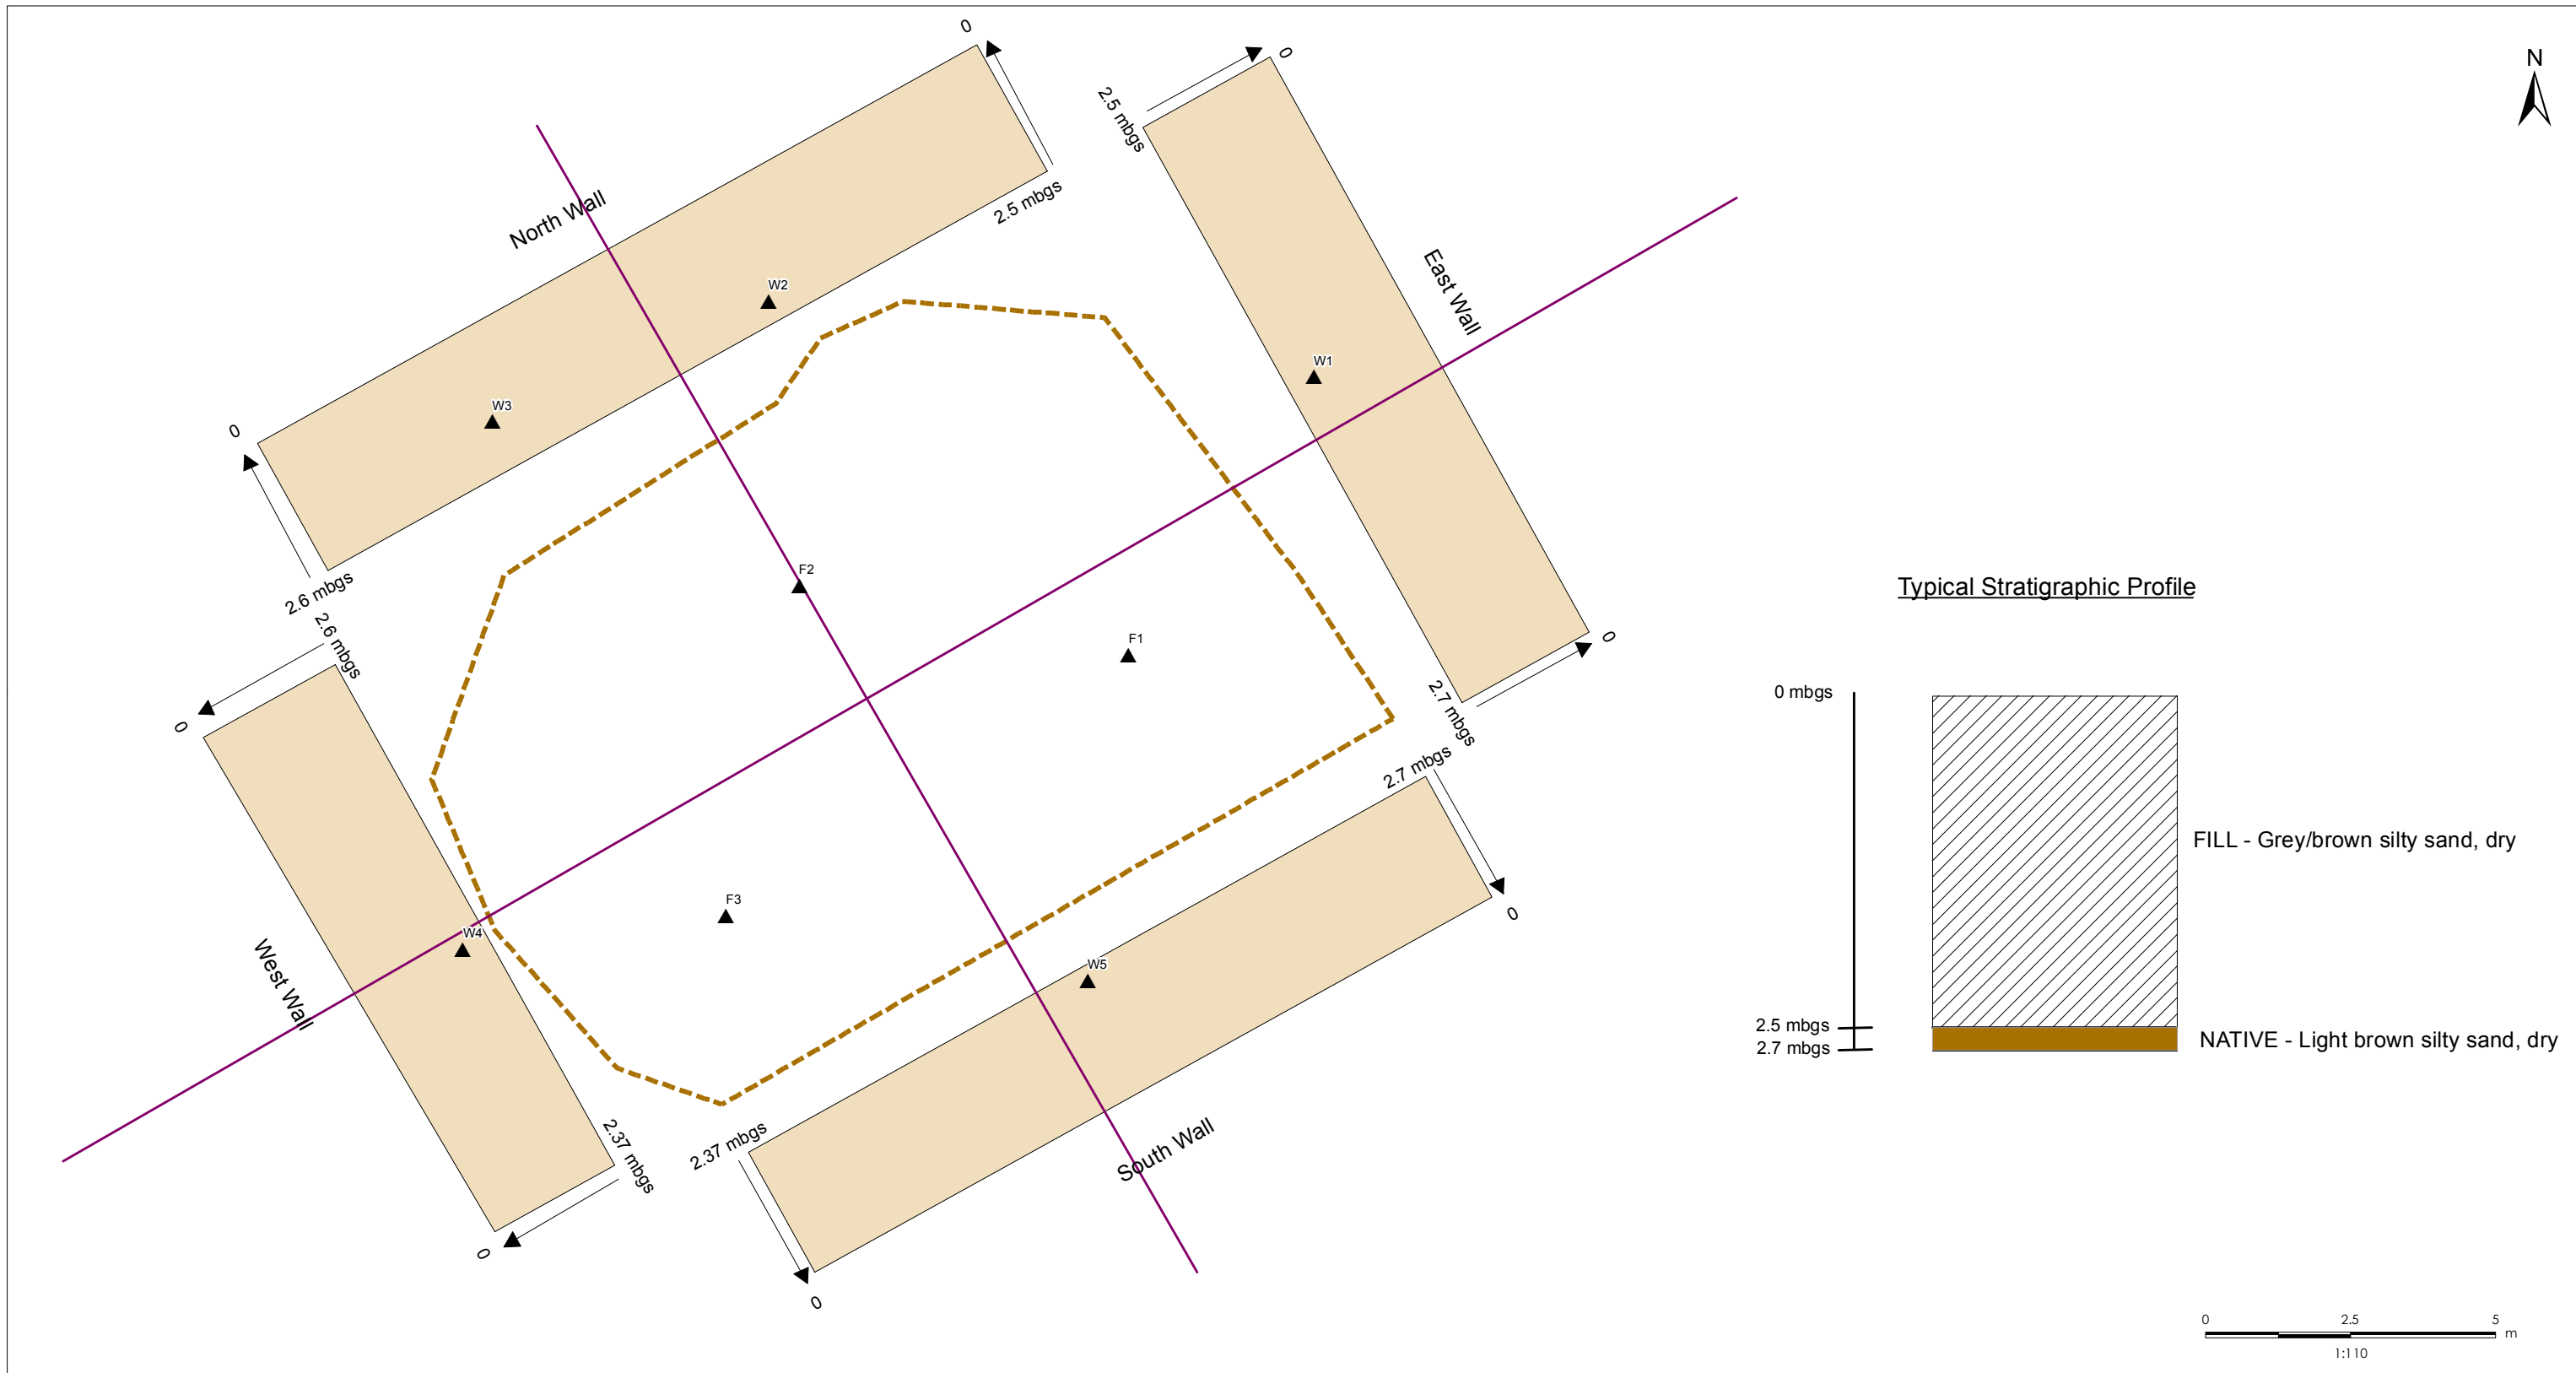 0
0
N
2.5 mbgs
North Wall
2.5 mbgs
East Wall
W2
W1
W3
0
2.6 mbgs
2.6 mbgs
F2
F1
0
0
2.7 mbgs
2.7 mbgs
Typical Stratigraphic Profile
0 mbgs
FILL - Grey/brown silty sand, dry
2.5 mbgs
2.7 mbgs
NATIVE - Light brown silty sand, dry
F3
W4
West Wall
W5
0
2.37 mbgs
2.37 mbgs
South Wall
0
0
0 2.5 5 m
1:110